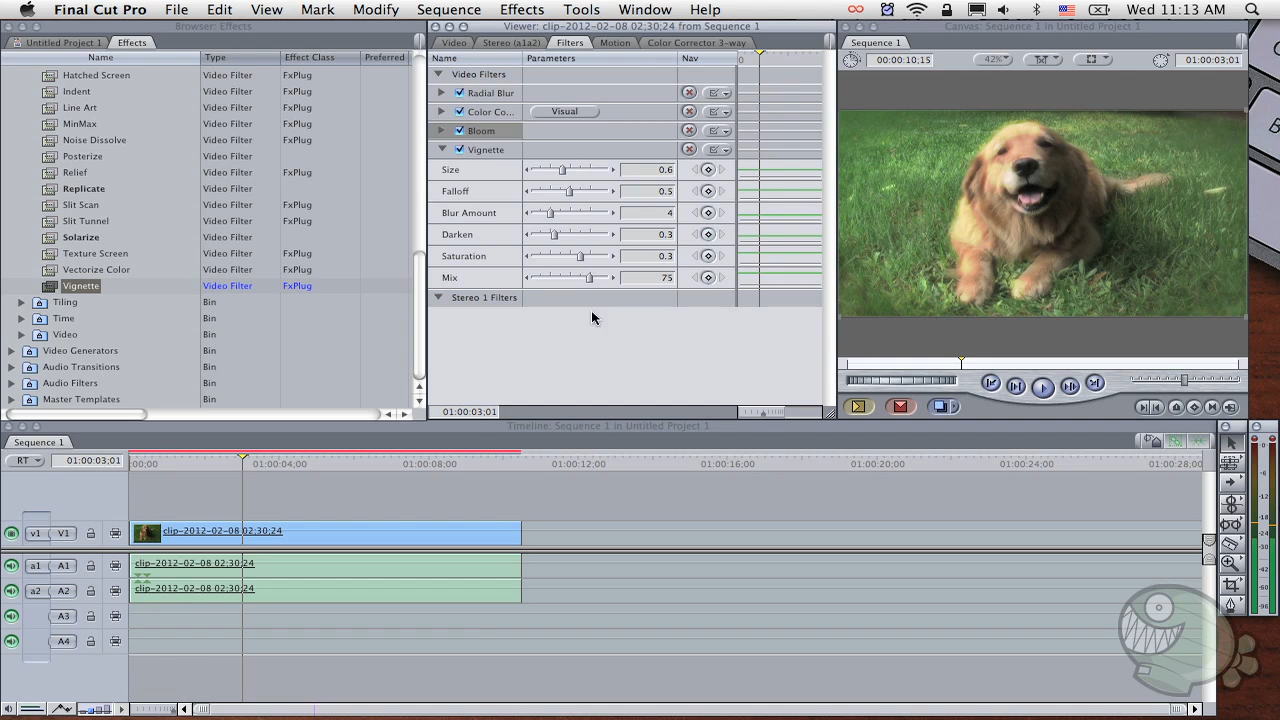 Final Cut Pro File Edit View Mark Modify Sequence Effects Tools Window Help Wed 11:13 AM
Browser: Effects
Untitled Project 1 Effects
Name Type Effect Class Preferred
Hatched Screen Video Filter FxPlug
Indent Video Filter FxPlug
Line Art Video Filter FxPlug
MinMax Video Filter FxPlug
Noise Dissolve Video Filter FxPlug
Posterize Video Filter FxPlug
Relief Video Filter FxPlug
Replicate Video Filter FxPlug
Slit Scan Video Filter FxPlug
Slit Tunnel Video Filter FxPlug
Solarize Video Filter FxPlug
Texture Screen Video Filter FxPlug
Vectorize Color Video Filter FxPlug
Vignette Video Filter FxPlug
Tiling Bin
Time Bin
Video Bin
Video Generators Bin
Audio Transitions Bin
Audio Filters Bin
Master Templates Bin
Viewer: clip-2012-02-08 02;30;24 from Sequence 1
Video Stereo (a1a2) Filters Motion Color Corrector 3-way
Name Parameters Nav 0
Video Filters
Radial Blur
Color Co... Visual
Bloom
Vignette
Size 0.6
Falloff 0.5
Blur Amount 4
Darken 0.3
Saturation 0.3
Mix 75
Stereo 1 Filters
01:00:03;01
Canvas: Sequence 1 in Untitled Project 1
Sequence 1
00:00:10;15 42% 01:00:03;01
Timeline: Sequence 1 in Untitled Project 1
Sequence 1
RT 01:00:03;01 00;00 01:00:04;00 01:00:08;00 01:00:12;00 01:00:16;00 01:00:20;00 01:00:24;00 01:00:28;00
v1 V1 clip-2012-02-08 02;30;24
a1 A1 clip-2012-02-08 02;30;24
a2 A2 clip-2012-02-08 02;30;24
A3
A4
0
-6
-12
-18
-24
-30
-48
-66
-96